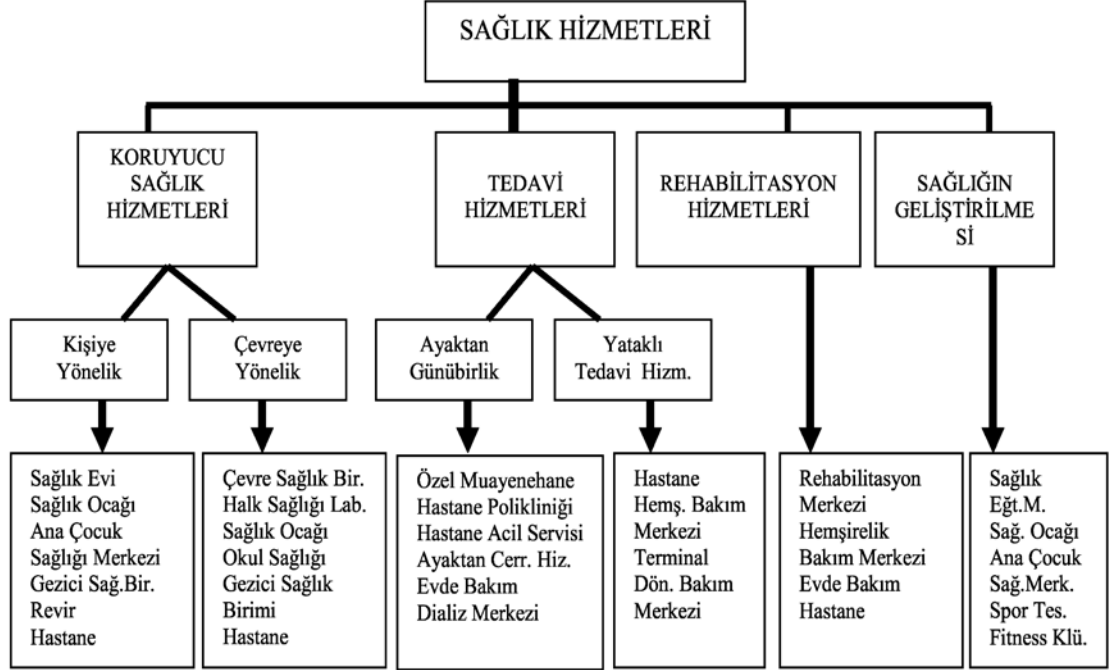 SAĞLIK HİZMETLERİ
KORUYUCU
SAĞLIK
HİZMETLERİ
TEDAVİ
HİZMETLERİ
REHABİLİTASYON
HİZMETLERİ
SAĞLIĞIN
GELİŞTİRİLME
Sİ
Kişiye
Yönelik
Çevreye
Yönelik
Ayaktan
Günübirlik
Yataklı
Tedavi Hizm.
Sağlık Evi
Sağlık Ocağı
Ana Çocuk
Sağlığı Merkezi
Gezici Sağ.Bir.
Revir
Hastane
Çevre Sağlık Bir.
Halk Sağlığı Lab.
Sağlık Ocağı
Okul Sağlığı
Gezici Sağlık
Birimi
Hastane
Özel Muayenehane
Hastane Polikliniği
Hastane Acil Servisi
Ayaktan Cerr. Hiz.
Evde Bakım
Dializ Merkezi
Hastane
Hemş. Bakım
Merkezi
Terminal
Dön. Bakım
Merkezi
Rehabilitasyon
Merkezi
Hemşirelik
Bakım Merkezi
Evde Bakım
Hastane
Sağlık
Eğt.M.
Sağ. Ocağı
Ana Çocuk
Sağ.Merk.
Spor Tes.
Fitness Klü.